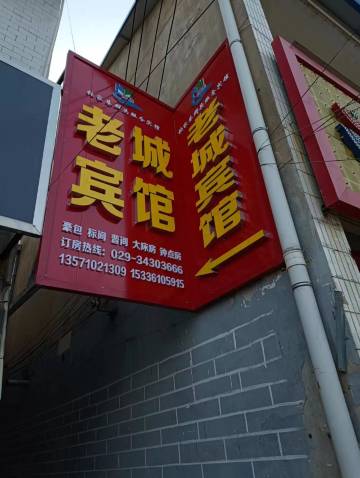 老城
宾馆
豪包 标间 普间 大床房 钟点房
订房热线：029-34303666
13571021309 15336105915
老城宾馆